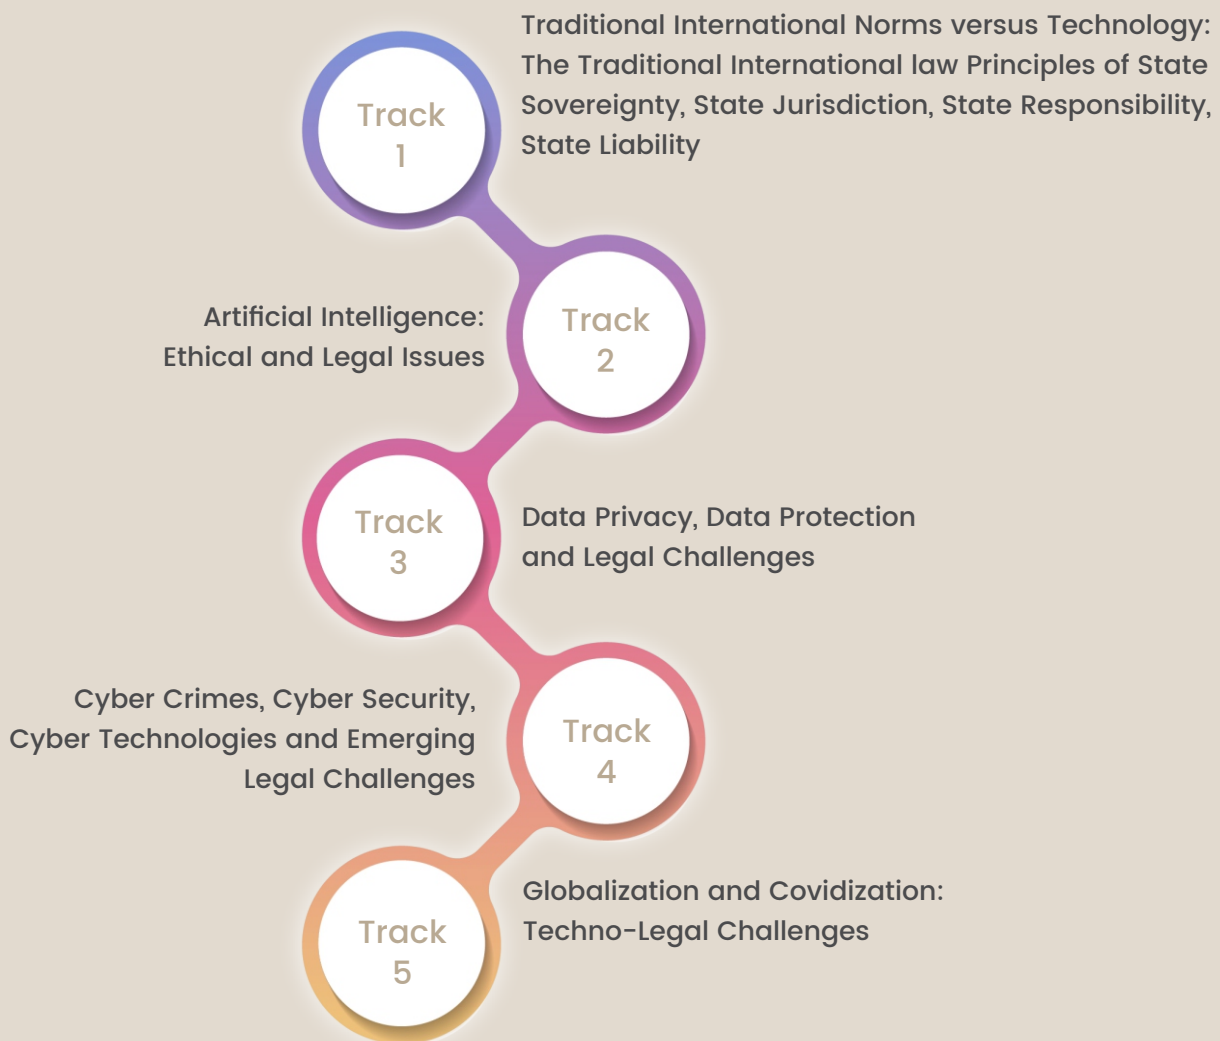 Track
1
Traditional International Norms versus Technology:
The Traditional International law Principles of State
Sovereignty, State Jurisdiction, State Responsibility,
State Liability
Track
2
Artificial Intelligence:
Ethical and Legal Issues
Track
3
Data Privacy, Data Protection
and Legal Challenges
Track
4
Cyber Crimes, Cyber Security,
Cyber Technologies and Emerging
Legal Challenges
Track
5
Globalization and Covidization:
Techno-Legal Challenges